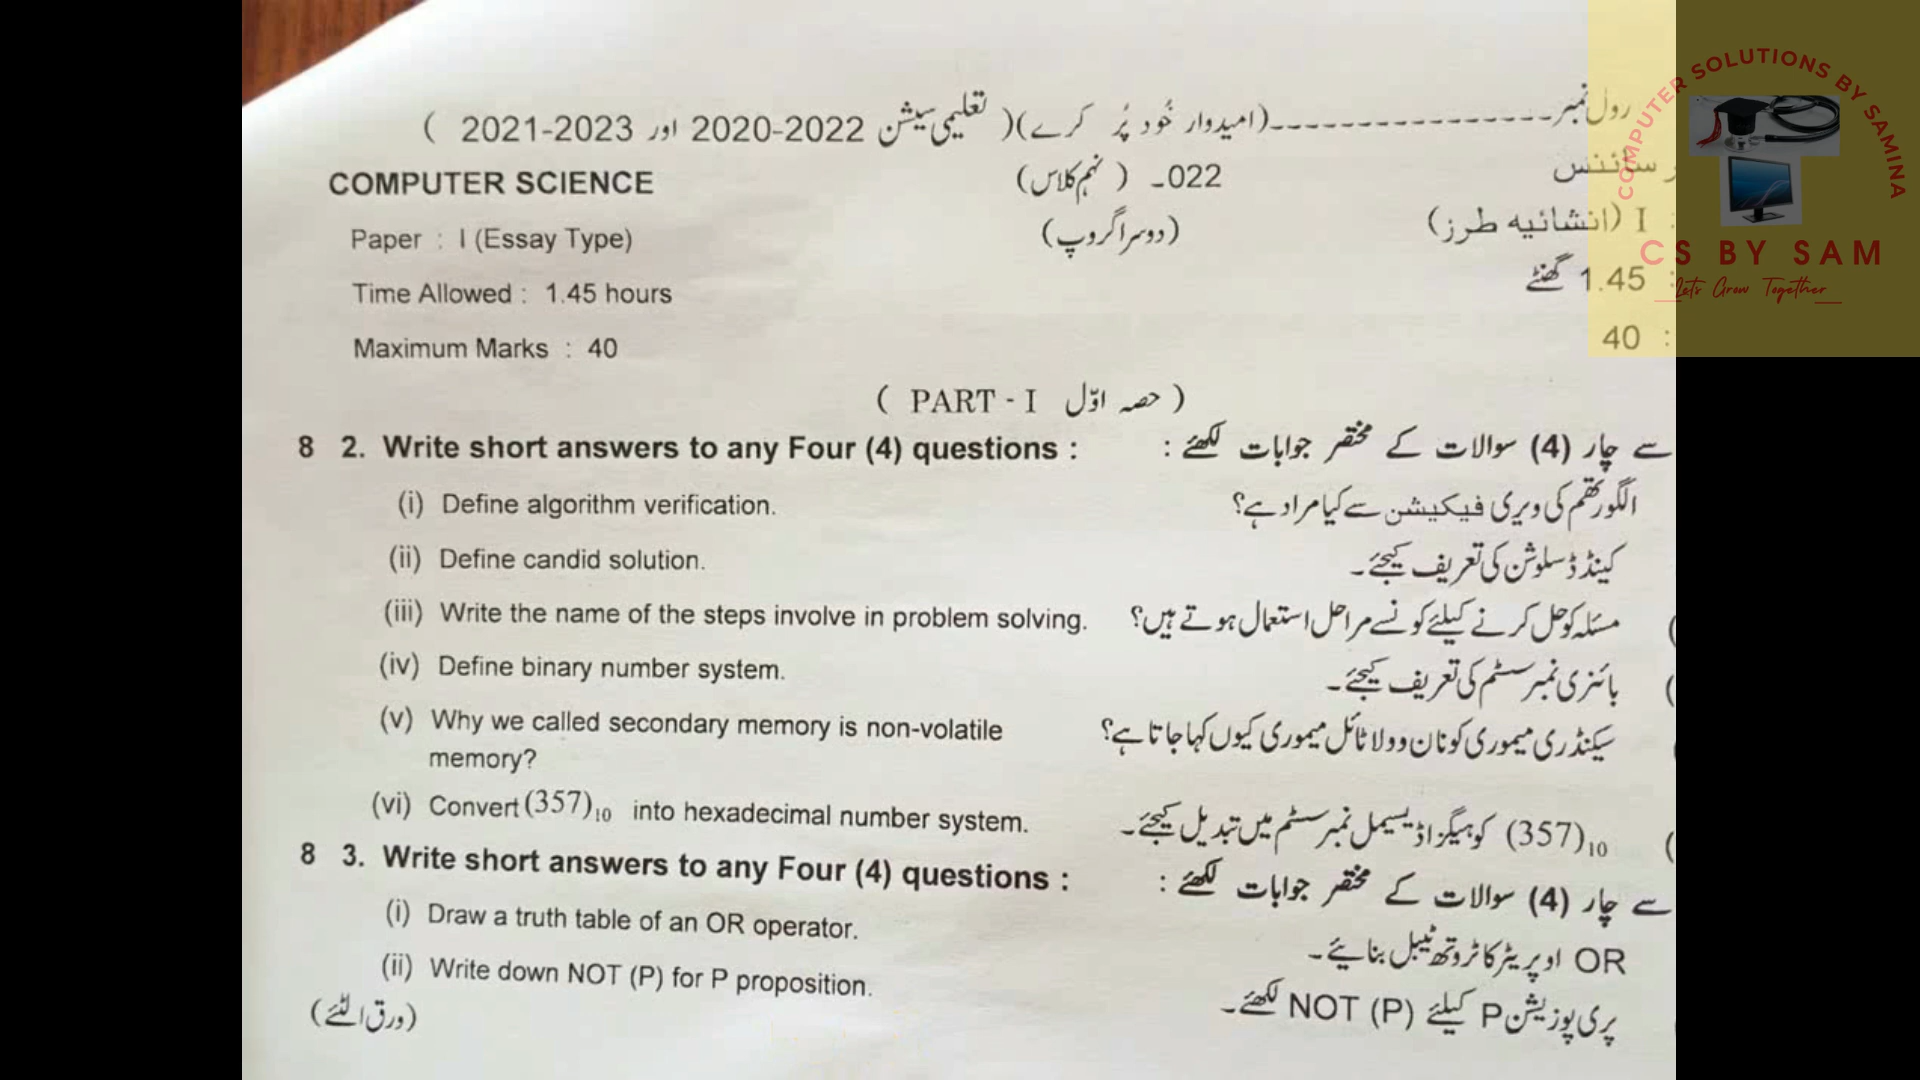 رول نمبر ----------------(امیدوار خُود پُر کرے)( تعلیمی سیشن 2022-2020 اور 2023-2021 )
COMPUTER SCIENCE 022۔ ( نہم کلاس) ر سائنس
Paper : I (Essay Type) (دوسرا گروپ) I (انشائیہ طرز) :
Time Allowed : 1.45 hours 1.45 گھنٹے :
Maximum Marks : 40 40 :
COMPUTER SOLUTIONS BY SAMINA
CS BY SAM
Let's Grow Together
( PART - I حصہ اوّل )
8 2. Write short answers to any Four (4) questions : سے چار (4) سوالات کے مختصر جوابات لکھئے :
(i) Define algorithm verification. الگورتھم کی ویری فیکیشن سے کیا مراد ہے؟
(ii) Define candid solution. کینڈڈ سلوشن کی تعریف کیجئے۔
(iii) Write the name of the steps involve in problem solving. مسئلہ کو حل کرنے کیلئے کونسے مراحل استعمال ہوتے ہیں؟
(iv) Define binary number system. بائنری نمبر سسٹم کی تعریف کیجئے۔
(v) Why we called secondary memory is non-volatile سیکنڈری میموری کو نان وولاٹائل میموری کیوں کہا جاتا ہے؟
memory?
(vi) Convert (357)₁₀ into hexadecimal number system. (357)₁₀ کو ہیگزاڈیسیمل نمبر سسٹم میں تبدیل کیجئے۔
8 3. Write short answers to any Four (4) questions : سے چار (4) سوالات کے مختصر جوابات لکھئے :
(i) Draw a truth table of an OR operator. OR اوپریٹر کا ٹروتھ ٹیبل بنائیے۔
(ii) Write down NOT (P) for P proposition. پری پوزیشن P کیلئے NOT (P) لکھئے۔
(ورق الٹئے)